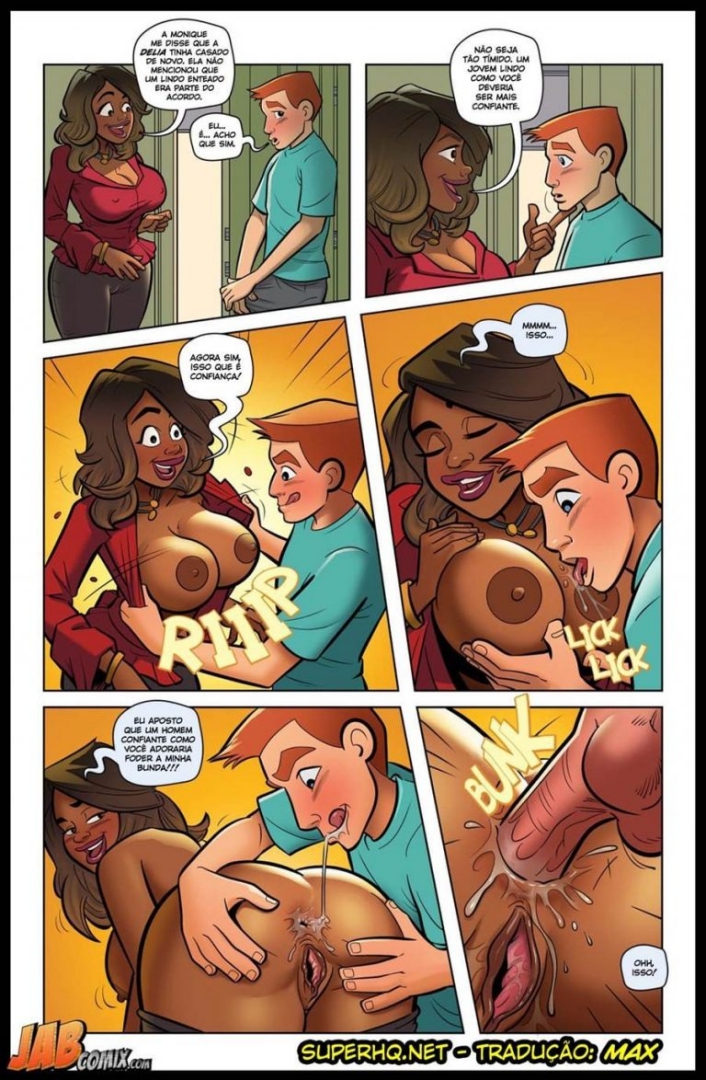 A MONIQUE
ME DISSE QUE A
DELIA TINHA CASADO
DE NOVO. ELA NÃO
MENCIONOU QUE
UM LINDO ENTEADO
ERA PARTE DO
ACORDO.
EU...
É... ACHO
QUE SIM.
NÃO SEJA
TÃO TÍMIDO. UM
JOVEM LINDO
COMO VOCÊ
DEVERIA
SER MAIS
CONFIANTE.
AGORA SIM,
ISSO QUE É
CONFIANÇA!
RIIIP
MMMM...
ISSO...
LICK
LICK
EU APOSTO
QUE UM HOMEM
CONFIANTE COMO
VOCÊ ADORARIA
FODER A MINHA
BUNDA!!!
BUNK
OHH,
ISSO!
JABCOMIX.COM
SUPERHQ.NET - TRADUÇÃO: MAX